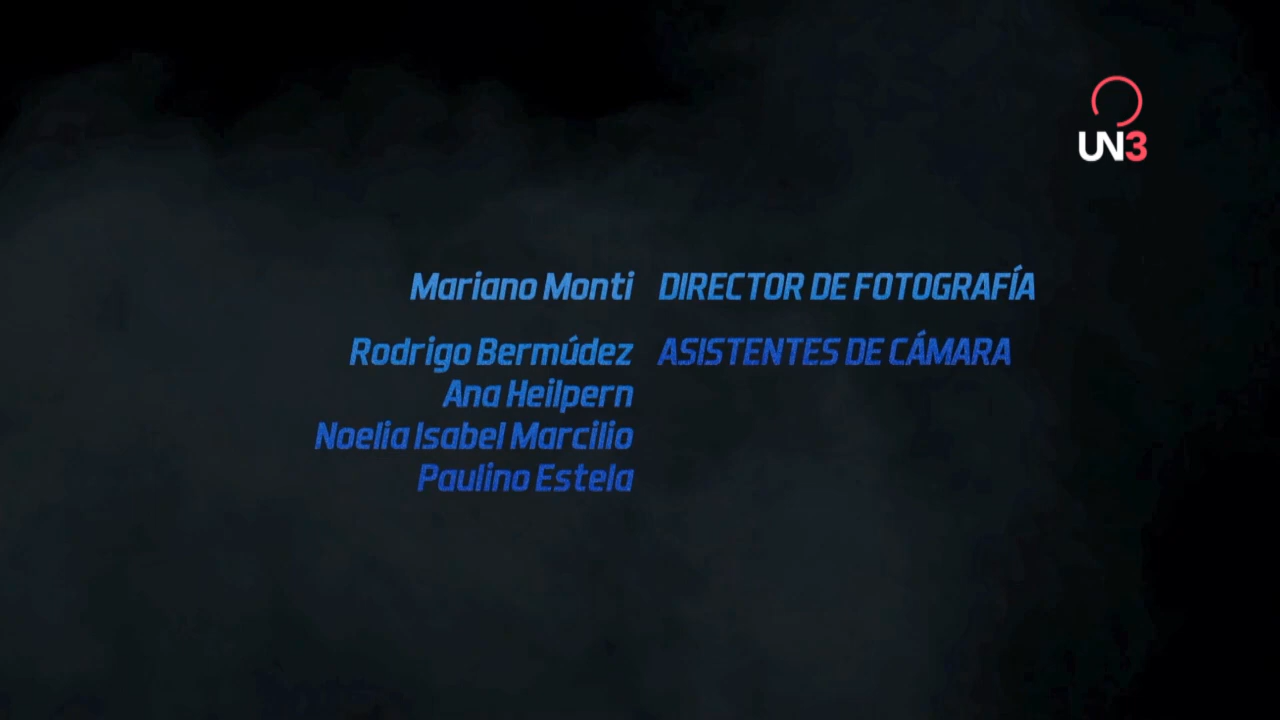 UN3
Mariano Monti DIRECTOR DE FOTOGRAFÍA
Rodrigo Bermúdez ASISTENTES DE CÁMARA
Ana Heilpern
Noelia Isabel Marcilio
Paulino Estela